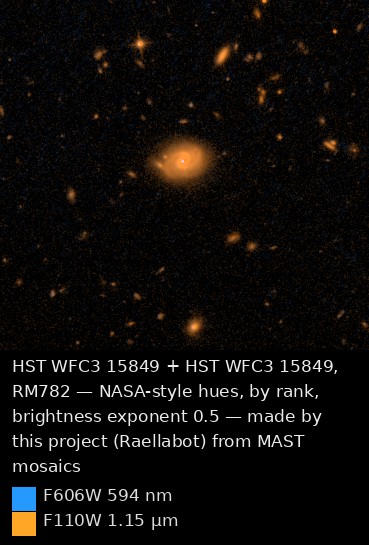 HST WFC3 15849 + HST WFC3 15849,
RM782 — NASA-style hues, by rank,
brightness exponent 0.5 — made by
this project (Raellabot) from MAST
mosaics
F606W 594 nm
F110W 1.15 µm